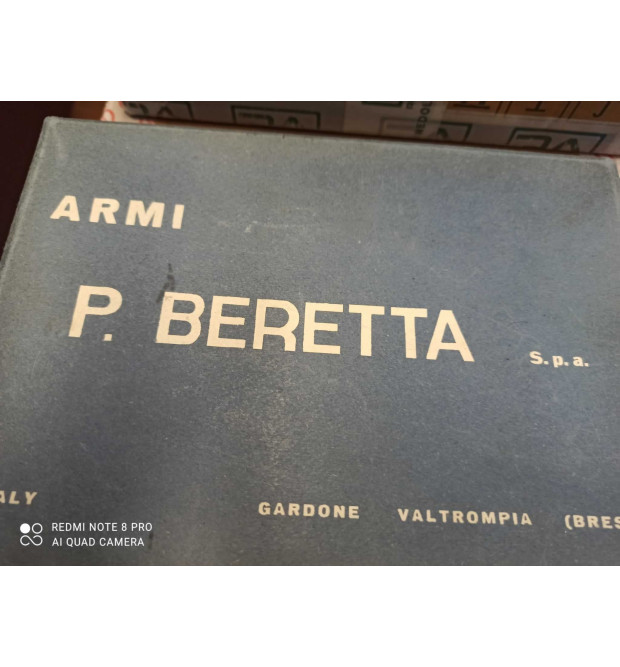 ARMI
P. BERETTA S.p.a.
ALY GARDONE VALTROMPIA (BRES
REDMI NOTE 8 PRO
AI QUAD CAMERA